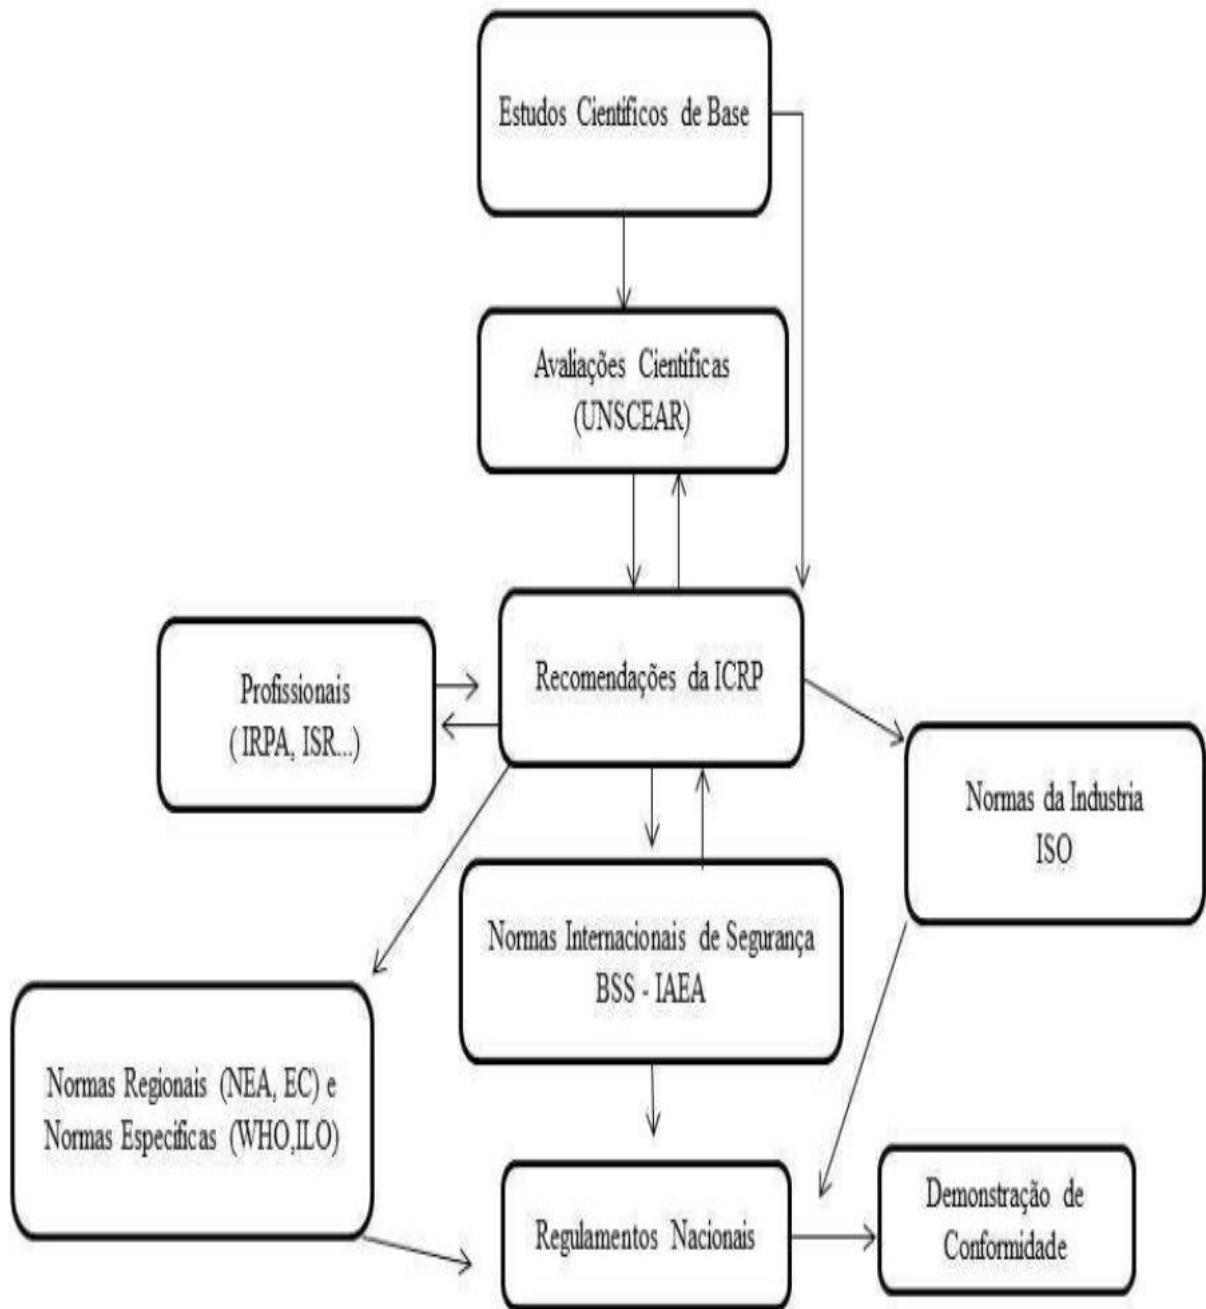 Estudos Cientificos de Base
Avaliações Cientificas
(UNSCEAR)
Recomendações da ICRP
Profissionais
( IRPA, ISR...)
Normas da Industria
ISO
Normas Internacionais de Segurança
BSS - IAEA
Normas Regionais (NEA, EC) e
Normas Específicas (WHO,ILO)
Regulamentos Nacionais
Demonstração de
Conformidade